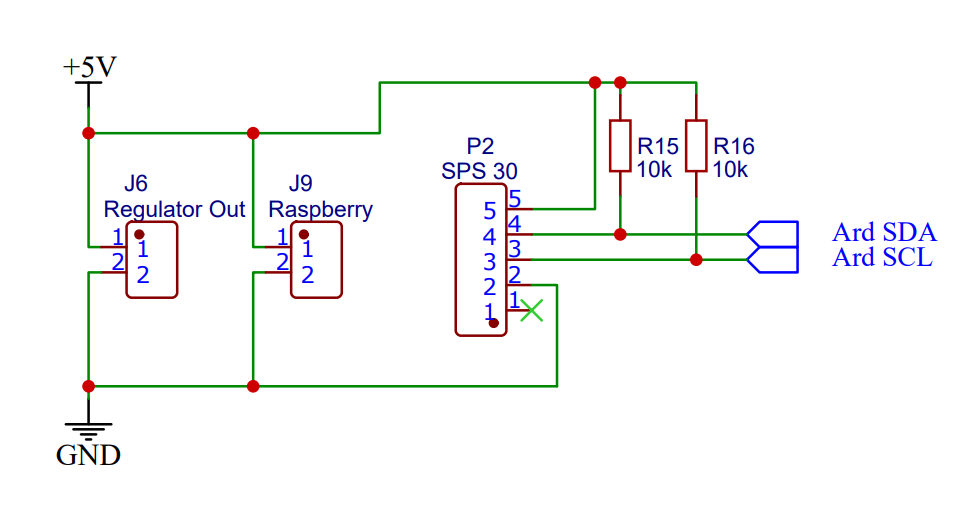 +5V
J6
Regulator Out
1
1
2
2
J9
Raspberry
1
1
2
2
P2
SPS 30
5
5
4
4
3
3
2
2
1
1
R15
10k
R16
10k
Ard SDA
Ard SCL
GND